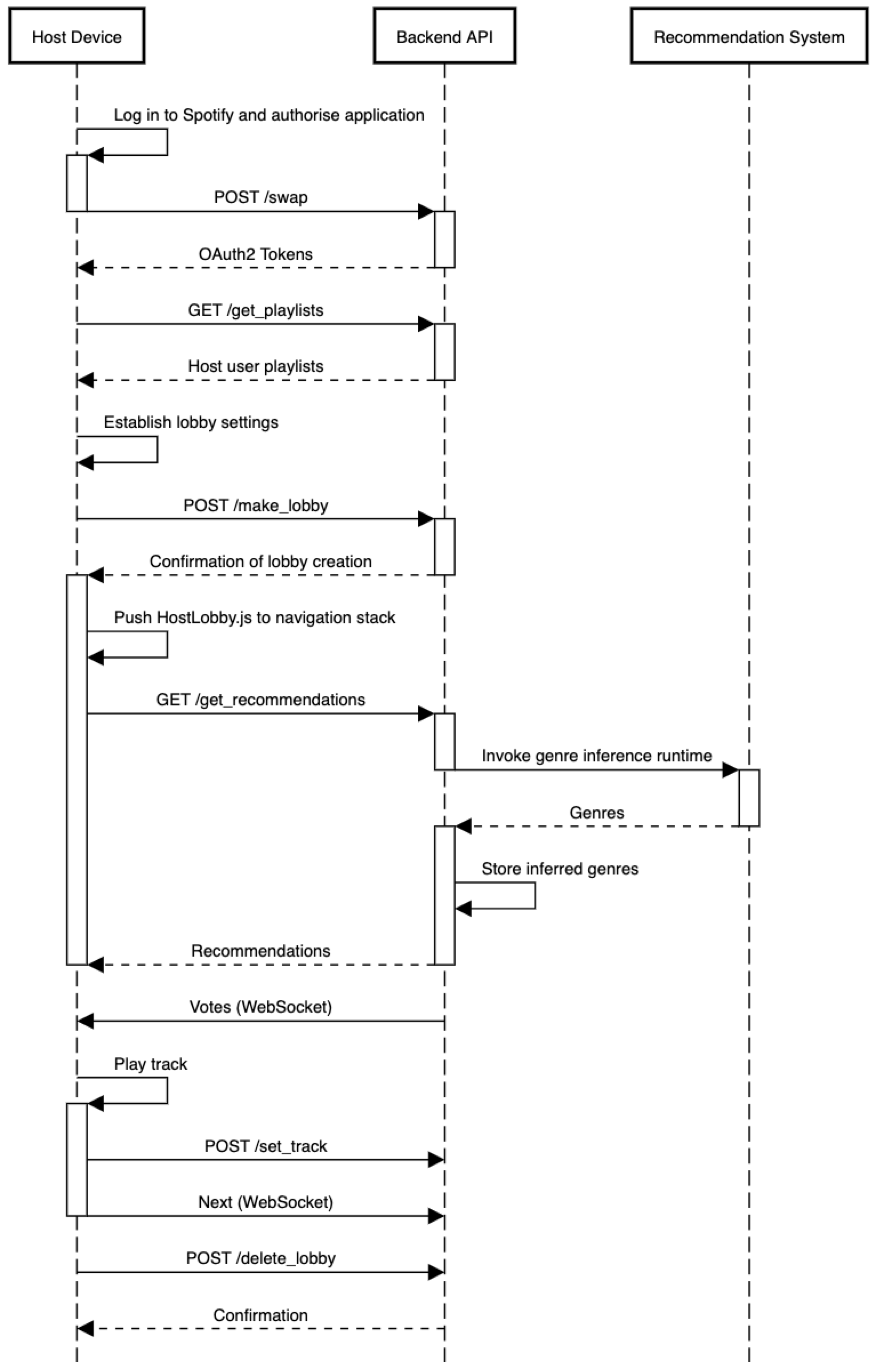 Host Device
Backend API
Recommendation System
Log in to Spotify and authorise application
POST /swap
OAuth2 Tokens
GET /get_playlists
Host user playlists
Establish lobby settings
POST /make_lobby
Confirmation of lobby creation
Push HostLobby.js to navigation stack
GET /get_recommendations
Invoke genre inference runtime
Genres
Store inferred genres
Recommendations
Votes (WebSocket)
Play track
POST /set_track
Next (WebSocket)
POST /delete_lobby
Confirmation